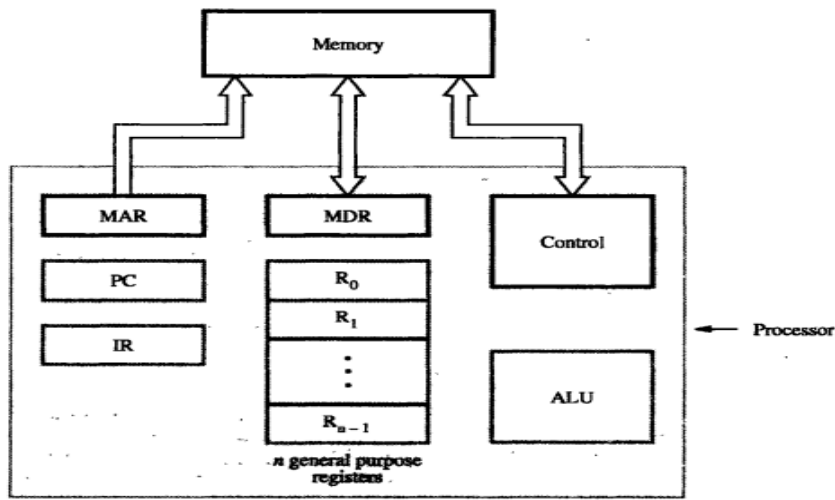 Memory
MAR
MDR
Control
PC
R0
IR
R1
Processor
ALU
Rn-1
n general purpose
registers